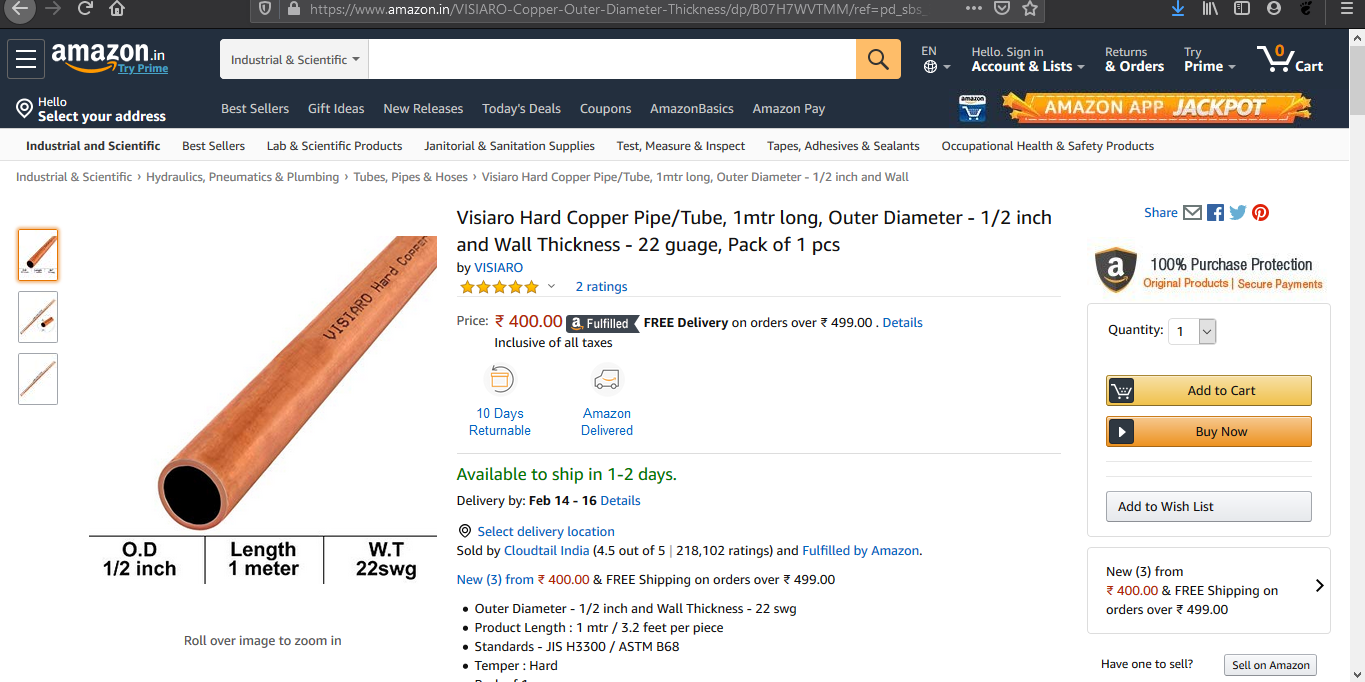 https://www.amazon.in/VISIARO-Copper-Outer-Diameter-Thickness/dp/B07H7WVTMM/ref=pd_sbs_
amazon.in
Try Prime
Industrial & Scientific
EN
Hello. Sign in
Account & Lists
Returns
& Orders
Try
Prime
0
Cart
Hello
Select your address
Best Sellers Gift Ideas New Releases Today's Deals Coupons AmazonBasics Amazon Pay
amazon
AMAZON APP JACKPOT
Industrial and Scientific Best Sellers Lab & Scientific Products Janitorial & Sanitation Supplies Test, Measure & Inspect Tapes, Adhesives & Sealants Occupational Health & Safety Products
Industrial & Scientific › Hydraulics, Pneumatics & Plumbing › Tubes, Pipes & Hoses › Visiaro Hard Copper Pipe/Tube, 1mtr long, Outer Diameter - 1/2 inch and Wall
VISIARO Hard Copper
O.D
1/2 inch
Length
1 meter
W.T
22swg
Roll over image to zoom in
Visiaro Hard Copper Pipe/Tube, 1mtr long, Outer Diameter - 1/2 inch
and Wall Thickness - 22 guage, Pack of 1 pcs
by VISIARO
2 ratings
Price: ₹ 400.00 a Fulfilled FREE Delivery on orders over ₹ 499.00 . Details
Inclusive of all taxes
10 Days
Returnable
Amazon
Delivered
Available to ship in 1-2 days.
Delivery by: Feb 14 - 16 Details
Select delivery location
Sold by Cloudtail India (4.5 out of 5 | 218,102 ratings) and Fulfilled by Amazon.
New (3) from ₹ 400.00 & FREE Shipping on orders over ₹ 499.00
• Outer Diameter - 1/2 inch and Wall Thickness - 22 swg
• Product Length : 1 mtr / 3.2 feet per piece
• Standards - JIS H3300 / ASTM B68
• Temper : Hard
Share
a
100% Purchase Protection
Original Products | Secure Payments
Quantity: 1
Add to Cart
Buy Now
Add to Wish List
New (3) from
₹ 400.00 & FREE Shipping on
orders over ₹ 499.00
Have one to sell? Sell on Amazon